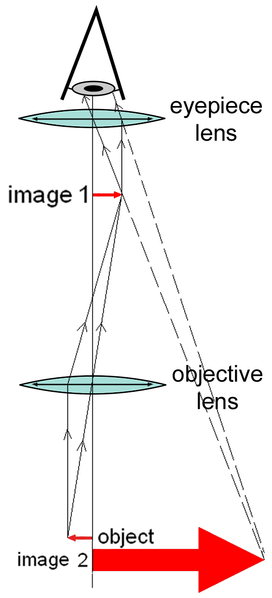 eyepiece
lens
image 1
objective
lens
object
image 2